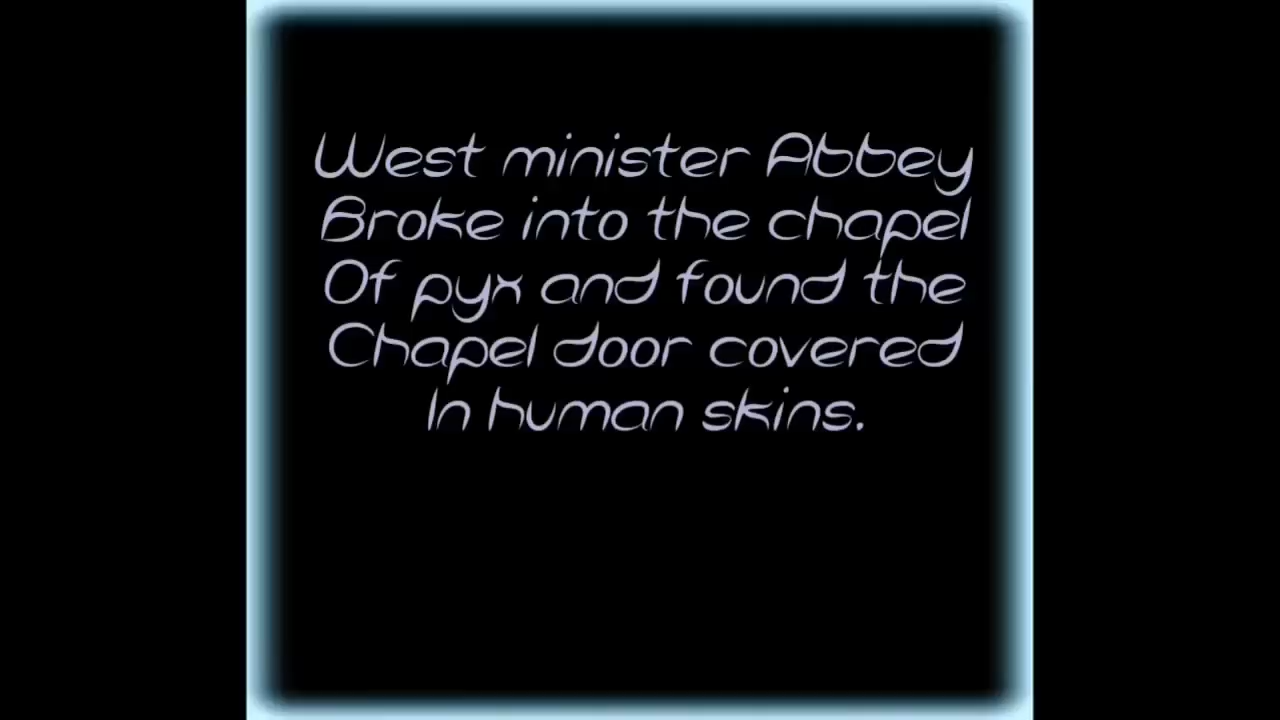 West minister Abbey
Broke into the chapel
Of pyx and found the
Chapel door covered
In human skins.